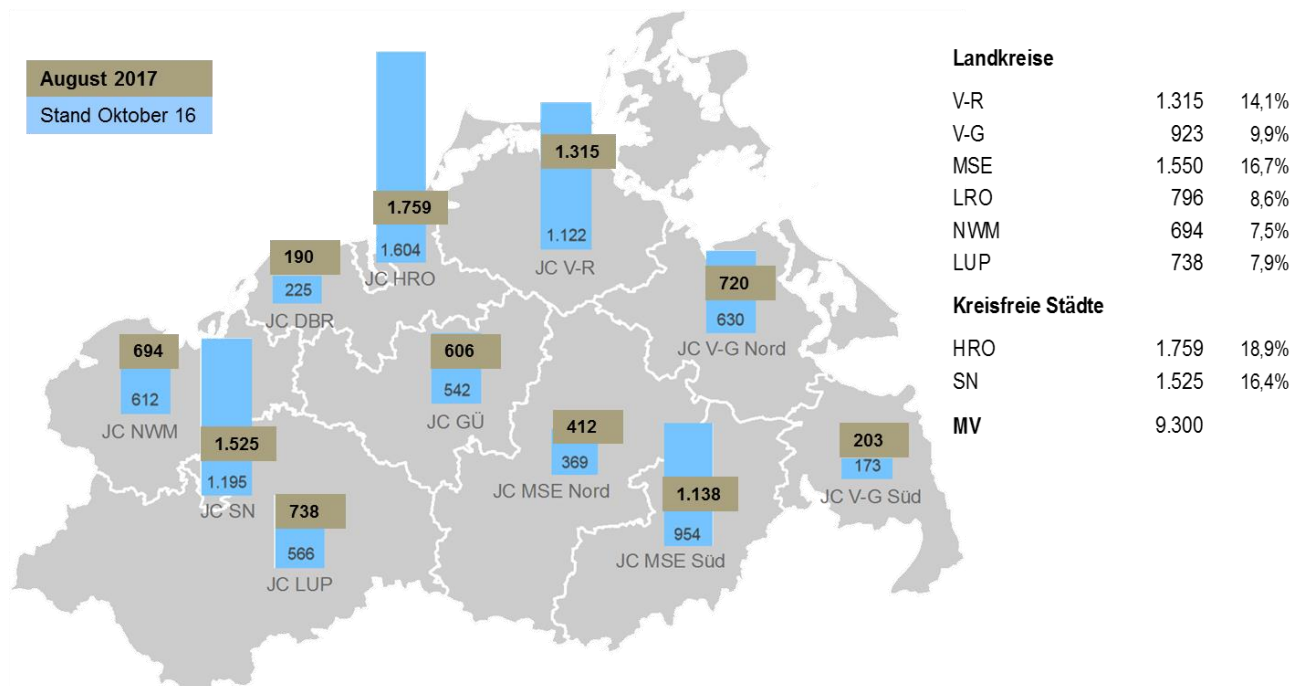 August 2017
Stand Oktober 16
1.759
1.604
JC HRO
1.315
1.122
JC V-R
190
225
JC DBR
720
630
JC V-G Nord
694
612
JC NWM
606
542
JC GÜ
1.525
1.195
JC SN
412
369
JC MSE Nord
203
173
JC V-G Süd
1.138
954
JC MSE Süd
738
566
JC LUP
Landkreise
V-R 1.315 14,1%
V-G 923 9,9%
MSE 1.550 16,7%
LRO 796 8,6%
NWM 694 7,5%
LUP 738 7,9%
Kreisfreie Städte
HRO 1.759 18,9%
SN 1.525 16,4%
MV 9.300